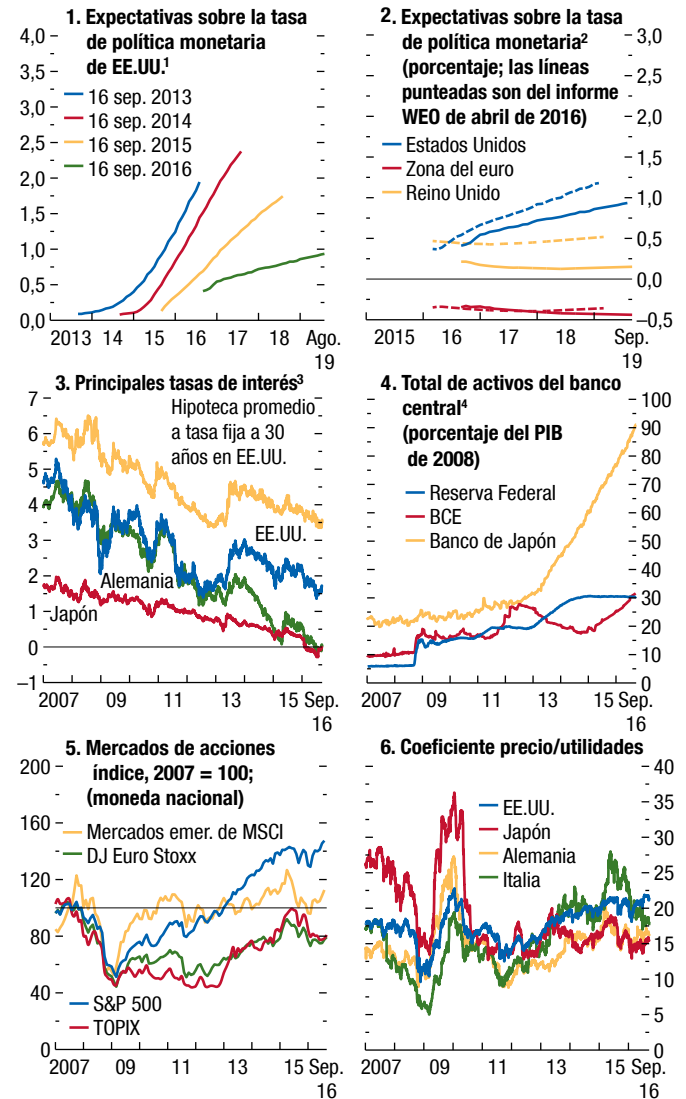 1. Expectativas sobre la tasa
de política monetaria
de EE.UU.¹
4,0
3,5
3,0
2,5
2,0
1,5
1,0
0,5
0,0
16 sep. 2013
16 sep. 2014
16 sep. 2015
16 sep. 2016
2013 14 15 16 17 18 Ago.
19
2. Expectativas sobre la tasa
de política monetaria²
(porcentaje; las líneas
punteadas son del informe
WEO de abril de 2016)
Estados Unidos
Zona del euro
Reino Unido
3,0
2,5
2,0
1,5
1,0
0,5
0,0
–0,5
2015 16 17 18 Sep.
19
3. Principales tasas de interés³
7
6
5
4
3
2
1
0
–1
Hipoteca promedio
a tasa fija a 30
años en EE.UU.
EE.UU.
Alemania
Japón
2007 09 11 13 15 Sep.
16
4. Total de activos del banco
central⁴
(porcentaje del PIB
de 2008)
Reserva Federal
BCE
Banco de Japón
100
90
80
70
60
50
40
30
20
10
0
2007 09 11 13 15 Sep.
16
5. Mercados de acciones
índice, 2007 = 100;
(moneda nacional)
200
160
120
80
40
0
Mercados emer. de MSCI
DJ Euro Stoxx
S&P 500
TOPIX
2007 09 11 13 15 Sep.
16
6. Coeficiente precio/utilidades
EE.UU.
Japón
Alemania
Italia
40
35
30
25
20
15
10
5
0
2007 09 11 13 15 Sep.
16